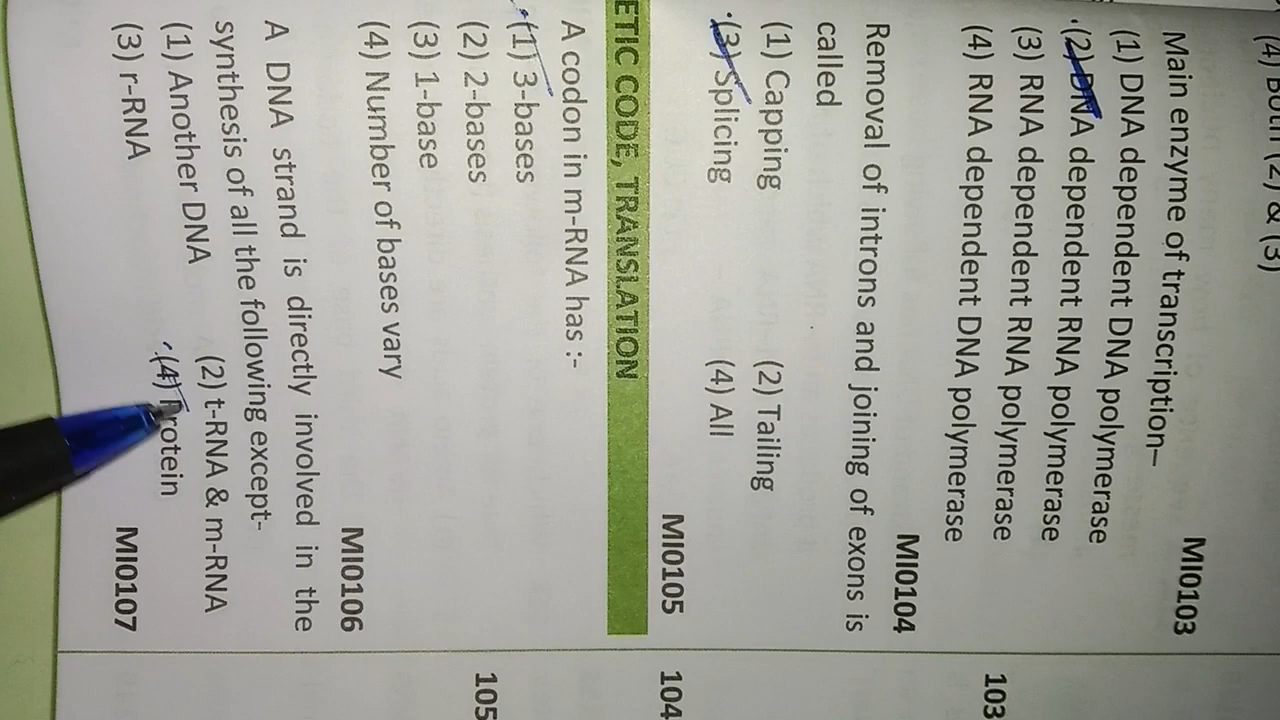 (4) Both (2) & (3)
MI0103
Main enzyme of transcription–
(1) DNA dependent DNA polymerase
(2) DNA dependent RNA polymerase
(3) RNA dependent RNA polymerase
(4) RNA dependent DNA polymerase
MI0104
Removal of introns and joining of exons is
called
(1) Capping (2) Tailing
(3) Splicing (4) All
MI0105
ETIC CODE, TRANSLATION
A codon in m-RNA has :-
(1) 3-bases
(2) 2-bases
(3) 1-base
(4) Number of bases vary
MI0106
A DNA strand is directly involved in the
synthesis of all the following except-
(1) Another DNA (2) t-RNA & m-RNA
(3) r-RNA (4) Protein
MI0107
103
104
105